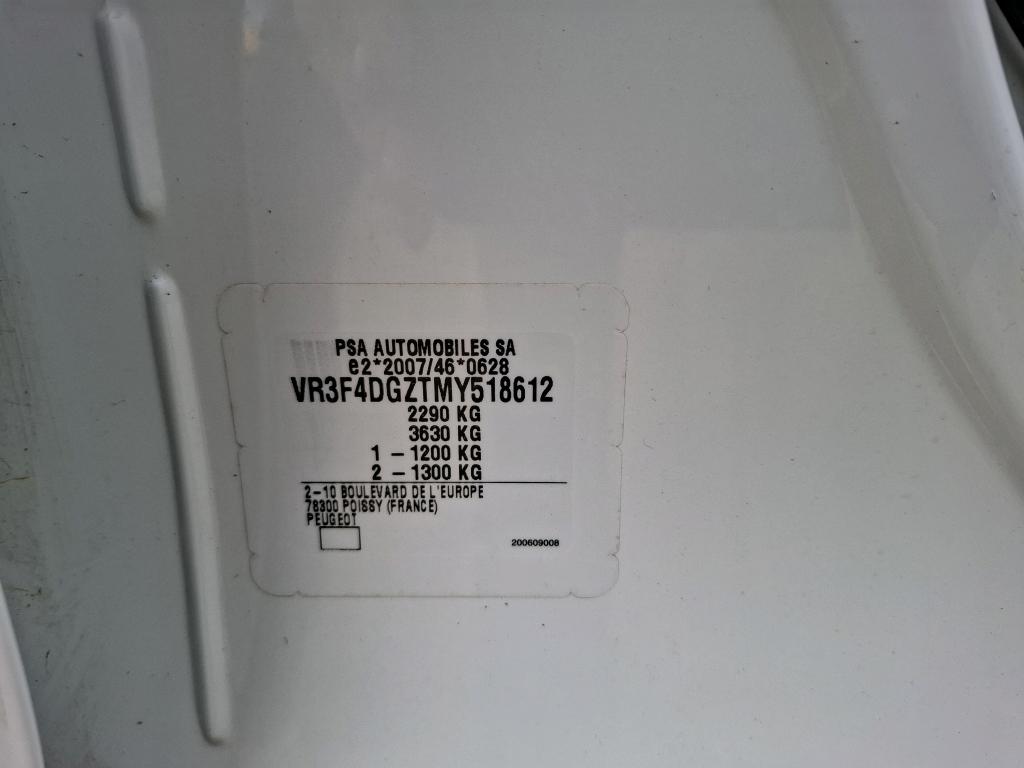 PSA AUTOMOBILES SA
e2*2007/46*0628
VR3F4DGZTMY518612
2290 KG
3630 KG
1 – 1200 KG
2 – 1300 KG
2–10 BOULEVARD DE L'EUROPE
78300 POISSY (FRANCE)
PEUGEOT
200609008